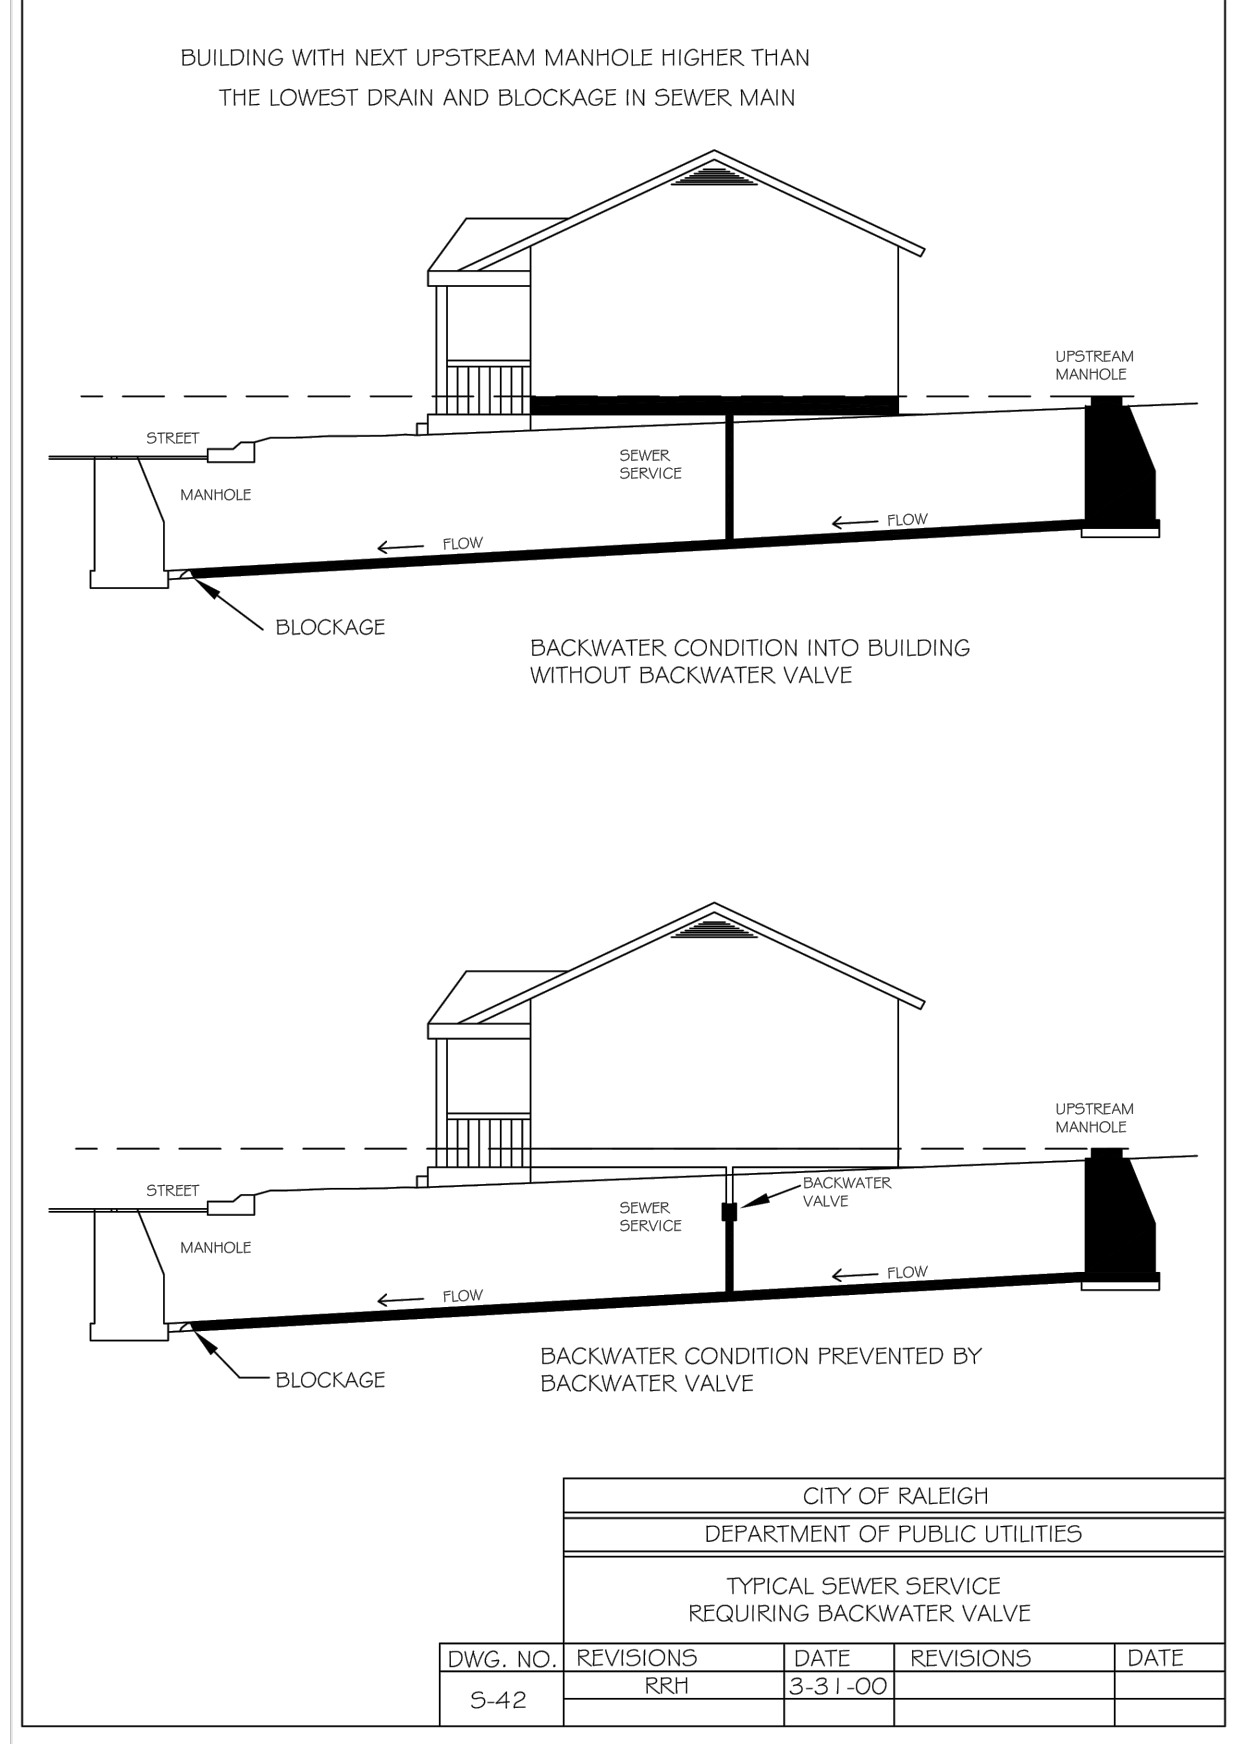 BUILDING WITH NEXT UPSTREAM MANHOLE HIGHER THAN
THE LOWEST DRAIN AND BLOCKAGE IN SEWER MAIN
UPSTREAM
MANHOLE
STREET
MANHOLE
SEWER
SERVICE
FLOW
FLOW
BLOCKAGE
BACKWATER CONDITION INTO BUILDING
WITHOUT BACKWATER VALVE
UPSTREAM
MANHOLE
STREET
MANHOLE
SEWER
SERVICE
BACKWATER
VALVE
FLOW
FLOW
BLOCKAGE
BACKWATER CONDITION PREVENTED BY
BACKWATER VALVE
CITY OF RALEIGH
DEPARTMENT OF PUBLIC UTILITIES
TYPICAL SEWER SERVICE
REQUIRING BACKWATER VALVE
DWG. NO. REVISIONS DATE REVISIONS DATE
S-42 RRH 3-31-00